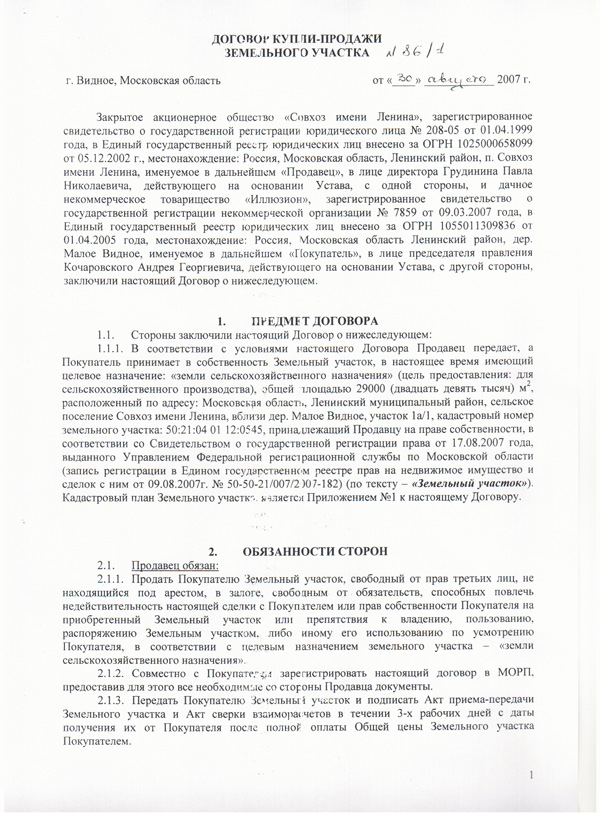 ДОГОВОР КУПЛИ-ПРОДАЖИ
ЗЕМЕЛЬНОГО УЧАСТКА N 86/1
г. Видное, Московская область от « 30 » августа 2007 г.
Закрытое акционерное общество «Совхоз имени Ленина», зарегистрированное
свидетельство о государственной регистрации юридического лица № 208-05 от 01.04.1999
года, в Единый государственный реестр юридических лиц внесено за ОГРН 1025000658099
от 05.12.2002 г., местонахождение: Россия, Московская область, Ленинский район, п. Совхоз
имени Ленина, именуемое в дальнейшем «Продавец», в лице директора Грудинина Павла
Николаевича, действующего на основании Устава, с одной стороны, и дачное
некоммерческое товарищество «Иллюзион», зарегистрированное свидетельство о
государственной регистрации некоммерческой организации № 7859 от 09.03.2007 года, в
Единый государственный реестр юридических лиц внесено за ОГРН 1055011309836 от
01.04.2005 года, местонахождение: Россия, Московская область Ленинский район, дер.
Малое Видное, именуемое в дальнейшем «Покупатель», в лице председателя правления
Кочаровского Андрея Георгиевича, действующего на основании Устава, с другой стороны,
заключили настоящий Договор о нижеследующем.
1. ПРЕДМЕТ ДОГОВОРА
1.1. Стороны заключили настоящий Договор о нижеследующем:
1.1.1. В соответствии с условиями настоящего Договора Продавец передает, а
Покупатель принимает в собственность Земельный участок, в настоящее время имеющий
целевое назначение: «земли сельскохозяйственного назначения» (цель предоставления: для
сельскохозяйственного производства), общей площадью 29000 (двадцать девять тысяч) м²,
расположенный по адресу: Московская область, Ленинский муниципальный район, сельское
поселение Совхоз имени Ленина, вблизи дер. Малое Видное, участок 1а/1, кадастровый номер
земельного участка: 50:21:04 01 12:0545, принадлежащий Продавцу на праве собственности, в
соответствии со Свидетельством о государственной регистрации права от 17.08.2007 года,
выданного Управлением Федеральной регистрационной службы по Московской области
(запись регистрации в Едином государственном реестре прав на недвижимое имущество и
сделок с ним от 09.08.2007г. № 50-50-21/007/2007-182) (по тексту – «Земельный участок»).
Кадастровый план Земельного участка является Приложением №1 к настоящему Договору.
2. ОБЯЗАННОСТИ СТОРОН
2.1. Продавец обязан:
2.1.1. Продать Покупателю Земельный участок, свободный от прав третьих лиц, не
находящийся под арестом, в залоге, свободным от обязательств, способных повлечь
недействительность настоящей сделки с Покупателем или прав собственности Покупателя на
приобретенный Земельный участок или препятствия к владению, пользованию,
распоряжению Земельным участком, либо иному его использованию по усмотрению
Покупателя, в соответствии с целевым назначением земельного участка – «земли
сельскохозяйственного назначения».
2.1.2. Совместно с Покупателем зарегистрировать настоящий договор в МОРП,
предоставив для этого все необходимые со стороны Продавца документы.
2.1.3. Передать Покупателю Земельный участок и подписать Акт приема-передачи
Земельного участка и Акт сверки взаиморасчетов в течении 3-х рабочих дней с даты
получения их от Покупателя после полной оплаты Общей цены Земельного участка
Покупателем.
1